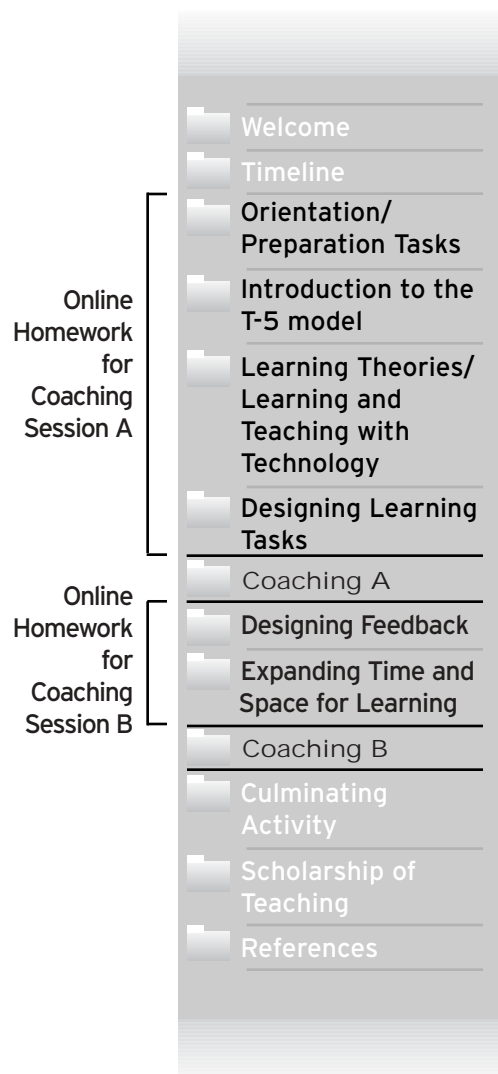 Welcome
Timeline
Online
Homework
for
Coaching
Session A
Orientation/
Preparation Tasks
Introduction to the
T-5 model
Learning Theories/
Learning and
Teaching with
Technology
Designing Learning
Tasks
Coaching A
Online
Homework
for
Coaching
Session B
Designing Feedback
Expanding Time and
Space for Learning
Coaching B
Culminating
Activity
Scholarship of
Teaching
References